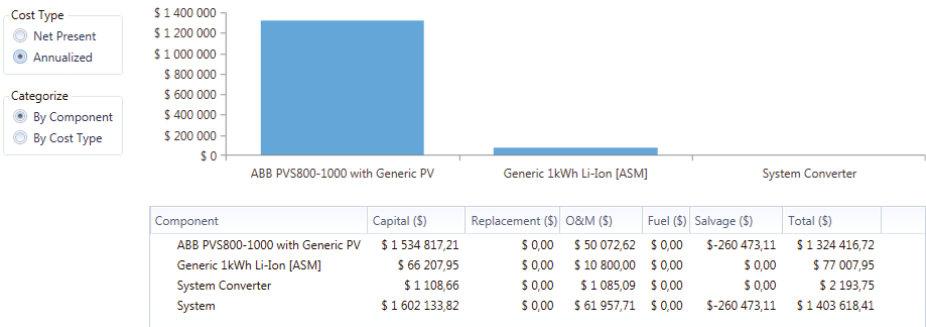 Cost Type
Net Present
Annualized
Categorize
By Component
By Cost Type
$ 1 400 000
$ 1 200 000
$ 1 000 000
$ 800 000
$ 600 000
$ 400 000
$ 200 000
$ 0
ABB PVS800-1000 with Generic PV Generic 1kWh Li-Ion [ASM] System Converter
Component Capital ($) Replacement ($) O&M ($) Fuel ($) Salvage ($) Total ($)
ABB PVS800-1000 with Generic PV $ 1 534 817,21 $ 0,00 $ 50 072,62 $ 0,00 $-260 473,11 $ 1 324 416,72
Generic 1kWh Li-Ion [ASM] $ 66 207,95 $ 0,00 $ 10 800,00 $ 0,00 $ 0,00 $ 77 007,95
System Converter $ 1 108,66 $ 0,00 $ 1 085,09 $ 0,00 $ 0,00 $ 2 193,75
System $ 1 602 133,82 $ 0,00 $ 61 957,71 $ 0,00 $-260 473,11 $ 1 403 618,41